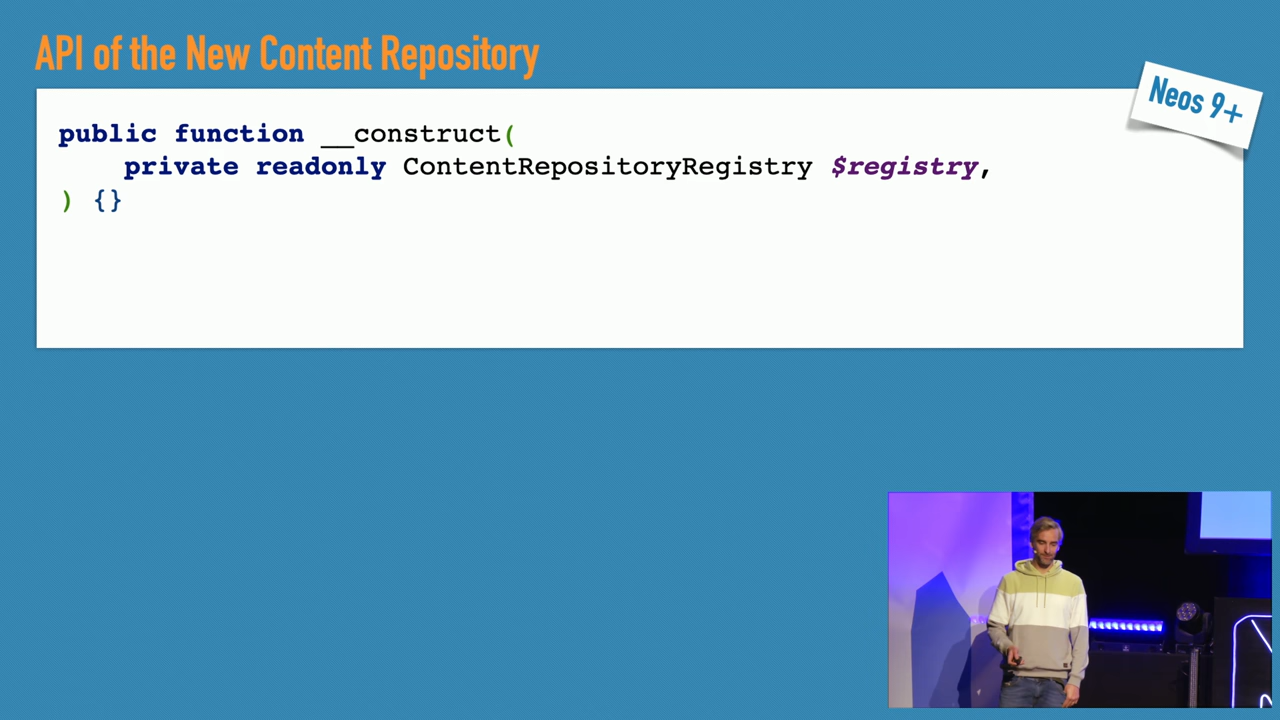 API of the New Content Repository
Neos 9+
public function __construct(
    private readonly ContentRepositoryRegistry $registry,
) {}